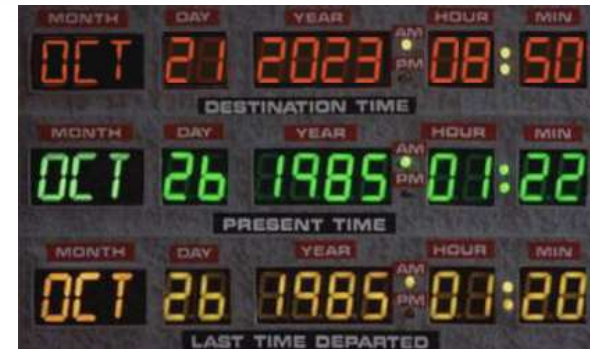 MONTH DAY YEAR HOUR MIN
OCT 21 2023 AM PM 08:50
DESTINATION TIME
MONTH DAY YEAR HOUR MIN
OCT 26 1985 AM PM 01:22
PRESENT TIME
MONTH DAY YEAR HOUR MIN
OCT 26 1985 AM PM 01:20
LAST TIME DEPARTED